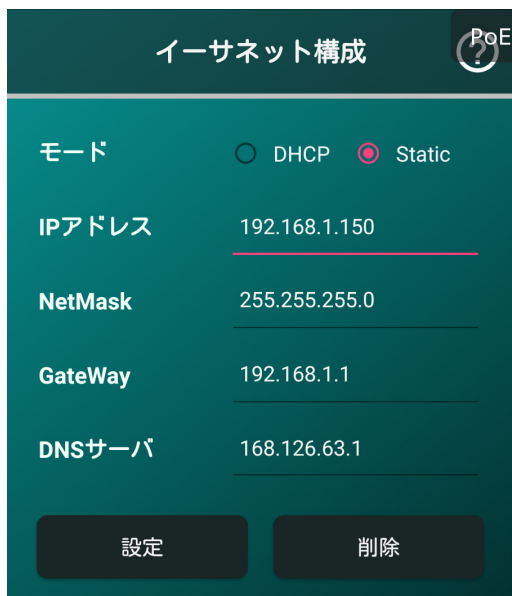 イーサネット構成
?
PoE
モード DHCP Static
IPアドレス 192.168.1.150
NetMask 255.255.255.0
GateWay 192.168.1.1
DNSサーバ 168.126.63.1
設定 削除